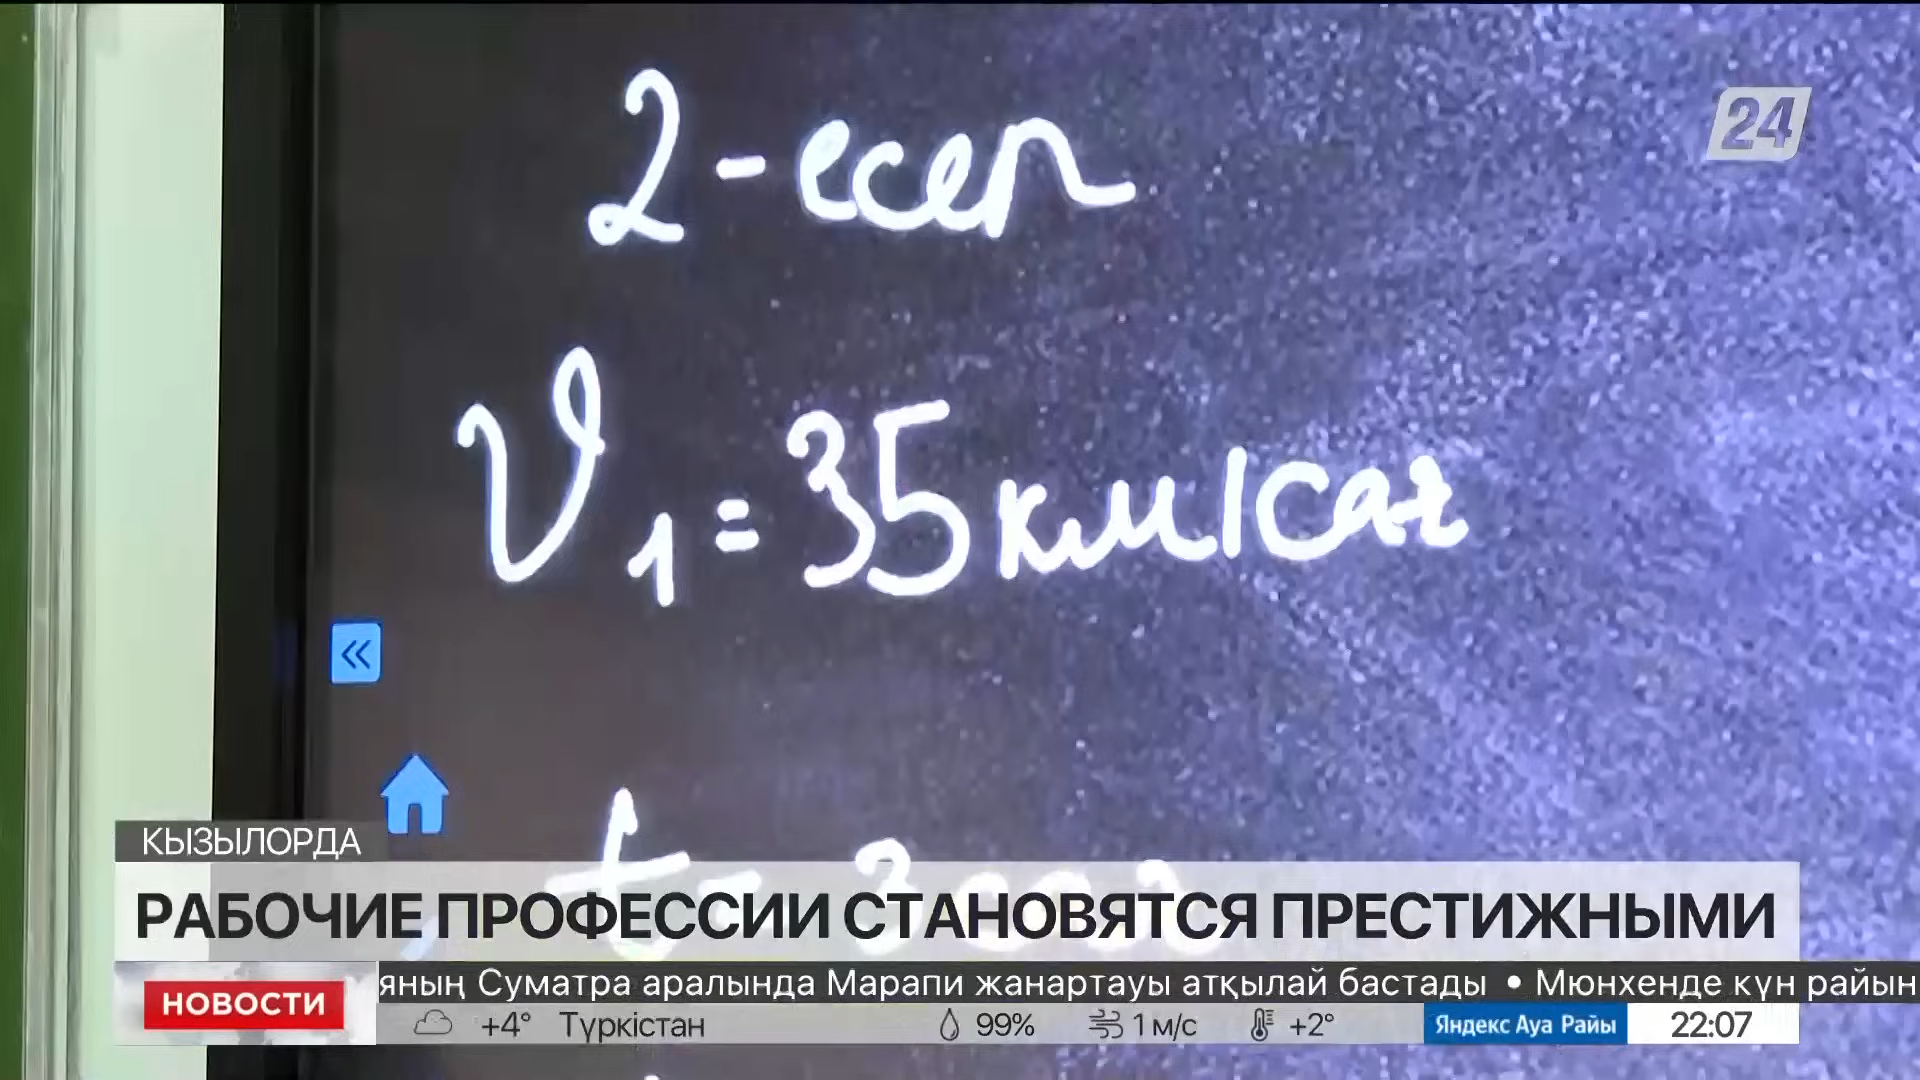 24
2-есеп
V₁=35км/сағ
t=3сағ
КЫЗЫЛОРДА
РАБОЧИЕ ПРОФЕССИИ СТАНОВЯТСЯ ПРЕСТИЖНЫМИ
НОВОСТИ
яның Суматра аралында Марапи жанартауы атқылай бастады • Мюнхенде күн райын
+4° Түркістан 99% 1 м/с +2° Яндекс Ауа Райы 22:07